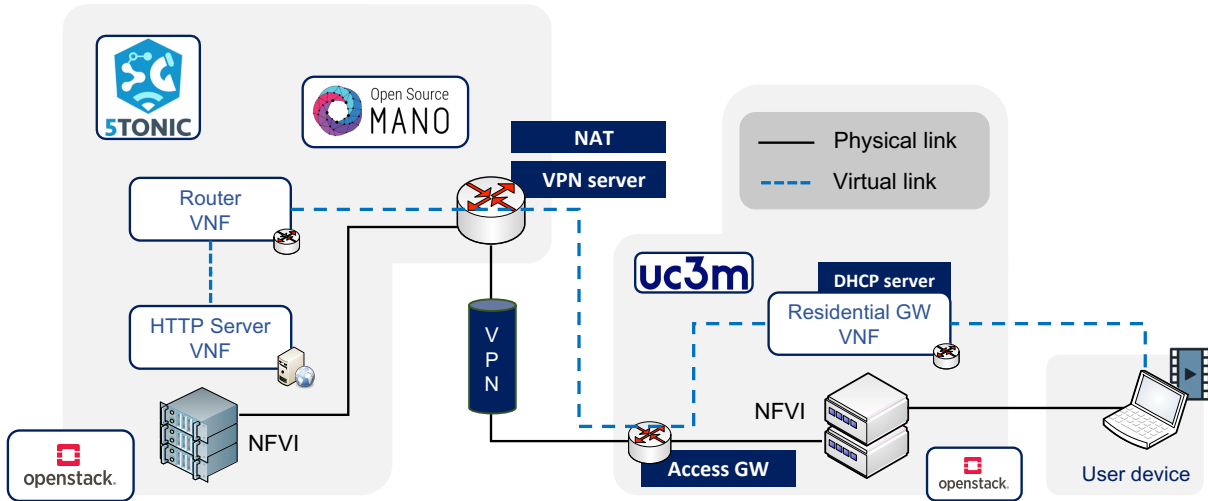 5TONIC
Open Source
MANO
NAT
VPN server
Physical link
Virtual link
Router
VNF
uc3m
DHCP server
Residential GW
VNF
HTTP Server
VNF
V
P
N
NFVI
NFVI
openstack.
Access GW
openstack.
User device